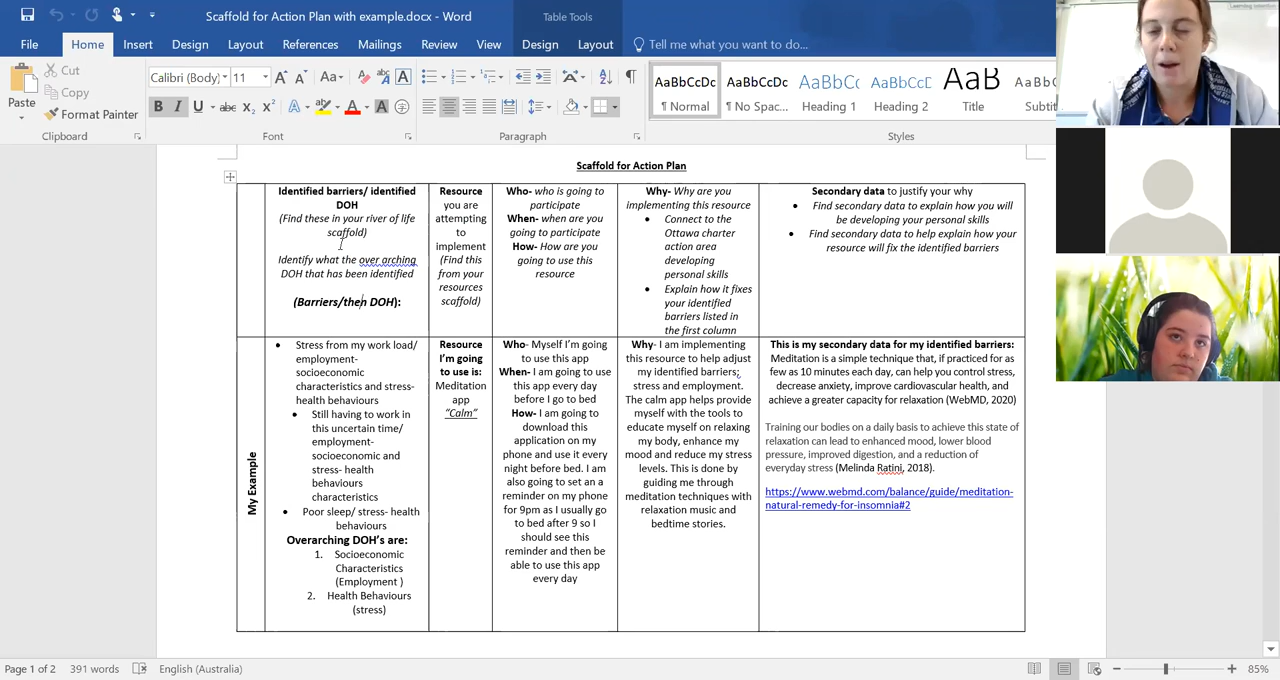 Scaffold for Action Plan with example.docx - Word
Table Tools
File Home Insert Design Layout References Mailings Review View Design Layout Tell me what you want to do...
Cut
Copy
Format Painter
Paste
Calibri (Body) 11
AaBbCcDc AaBbCcDc AaBbC( AaBbCcE AaB
¶ Normal ¶ No Spac... Heading 1 Heading 2 Title Subtit
Clipboard Font Paragraph Styles
Scaffold for Action Plan
Identified barriers/ identified
DOH
(Find these in your river of life
scaffold)
Identify what the over arching
DOH that has been identified
(Barriers/then DOH):
Resource
you are
attempting
to
implement
(Find this
from your
resources
scaffold)
Who- who is going to
participate
When- when are you
going to participate
How- How are you
going to use this
resource
Why- Why are you
implementing this resource
• Connect to the
Ottawa charter
action area
developing
personal skills
• Explain how it fixes
your identified
barriers listed in
the first column
Secondary data to justify your why
• Find secondary data to explain how you will
be developing your personal skills
• Find secondary data to help explain how your
resource will fix the identified barriers
My Example
• Stress from my work load/
employment-
socioeconomic
characteristics and stress-
health behaviours
• Still having to work in
this uncertain time/
employment-
socioeconomic and
stress- health
behaviours
characteristics
• Poor sleep/ stress- health
behaviours
Overarching DOH's are:
1. Socioeconomic
Characteristics
(Employment )
2. Health Behaviours
(stress)
Resource
I'm going
to use is:
Meditation
app
"Calm"
Who- Myself I'm going
to use this app
When- I am going to use
this app every day
before I go to bed
How- I am going to
download this
application on my
phone and use it every
night before bed. I am
also going to set an a
reminder on my phone
for 9pm as I usually go
to bed after 9 so I
should see this
reminder and then be
able to use this app
every day
Why- I am implementing
this resource to help adjust
my identified barriers;
stress and employment.
The calm app helps provide
myself with the tools to
educate myself on relaxing
my body, enhance my
mood and reduce my stress
levels. This is done by
guiding me through
meditation techniques with
relaxation music and
bedtime stories.
This is my secondary data for my identified barriers:
Meditation is a simple technique that, if practiced for as
few as 10 minutes each day, can help you control stress,
decrease anxiety, improve cardiovascular health, and
achieve a greater capacity for relaxation (WebMD, 2020)
Training our bodies on a daily basis to achieve this state of
relaxation can lead to enhanced mood, lower blood
pressure, improved digestion, and a reduction of
everyday stress (Melinda Ratini, 2018).
https://www.webmd.com/balance/guide/meditation-
natural-remedy-for-insomnia#2
Page 1 of 2 391 words English (Australia) 85%